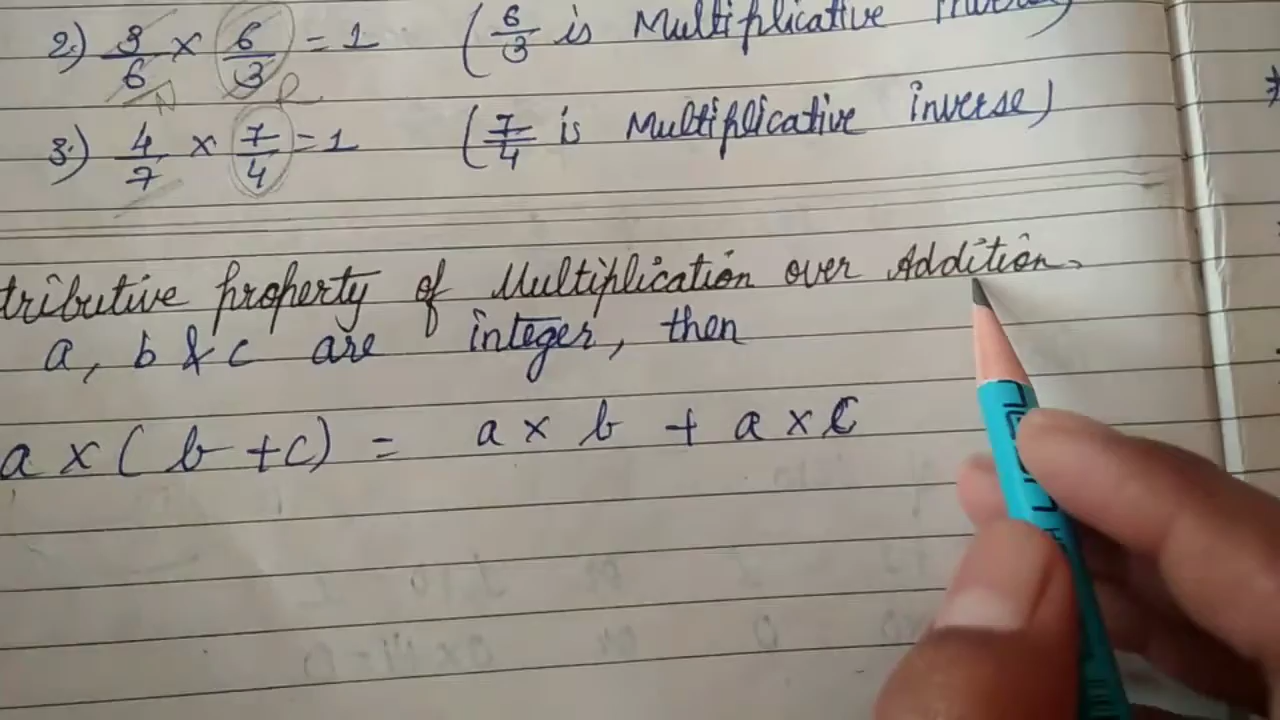 2.) 3/6 × 6/3 = 1 (6/3 is Multiplicative inverse)
3.) 4/7 × 7/4 = 1 (7/4 is Multiplicative inverse)
tributive property of Multiplication over Addition.
a, b & c are integer, then
a × ( b + c) = a × b + a × c